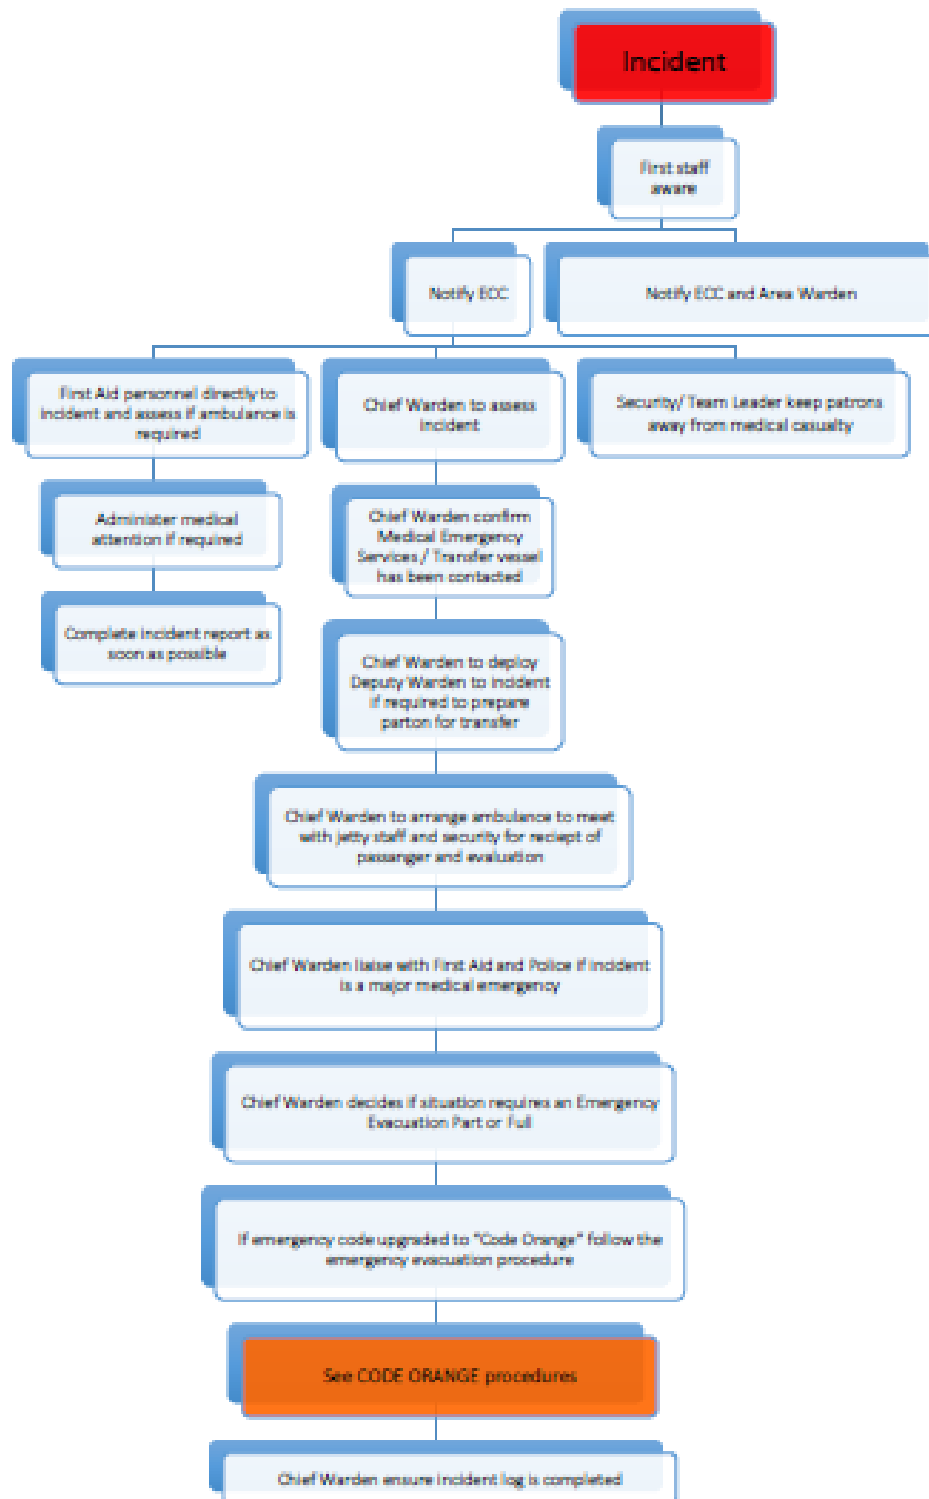 Incident
First staff
aware
Notify ECC
Notify ECC and Area Warden
First Aid personnel directly to
incident and assess if ambulance is
required
Chief Warden to assess
incident
Security/ Team Leader keep patrons
away from medical casualty
Administer medical
attention if required
Chief Warden confirm
Medical Emergency
Services / Transfer vessel
has been contacted
Complete incident report as
soon as possible
Chief Warden to deploy
Deputy Warden to incident
if required to prepare
parton for transfer
Chief Warden to arrange ambulance to meet
with jetty staff and security for reciept of
passanger and evaluation
Chief Warden liaise with First Aid and Police if incident
is a major medical emergency
Chief Warden decides if situation requires an Emergency
Evacuation Part or Full
If emergency code upgraded to "Code Orange" follow the
emergency evacuation procedure
See CODE ORANGE procedures
Chief Warden ensure incident log is completed